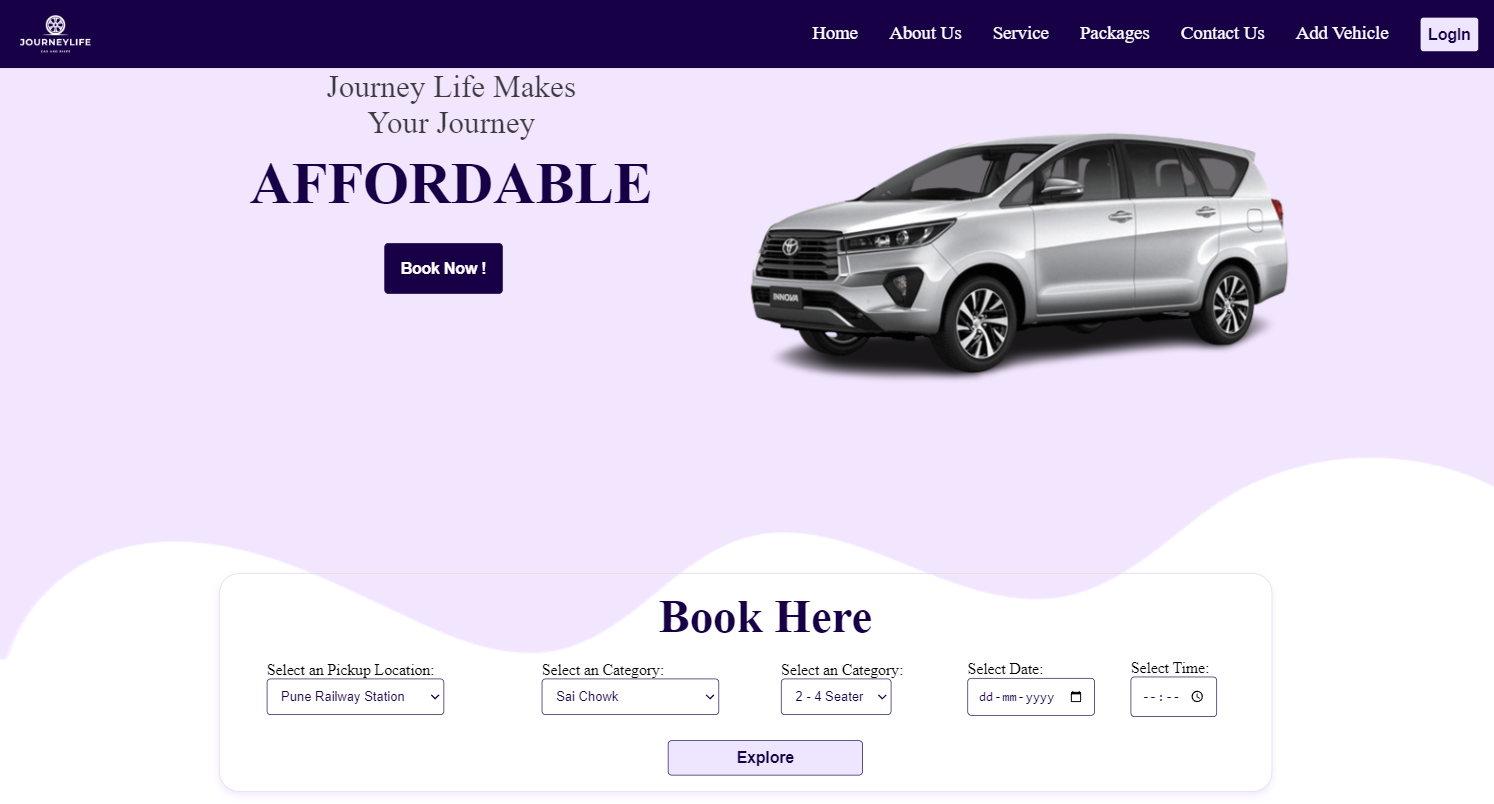 JOURNEYLIFE
Home About Us Service Packages Contact Us Add Vehicle LogIn
Journey Life Makes
Your Journey
AFFORDABLE
Book Now !
INNOVA
Book Here
Select an Pickup Location: Select an Category: Select an Category: Select Date: Select Time:
Pune Railway Station Sai Chowk 2 - 4 Seater dd-mm-yyyy --:--
Explore